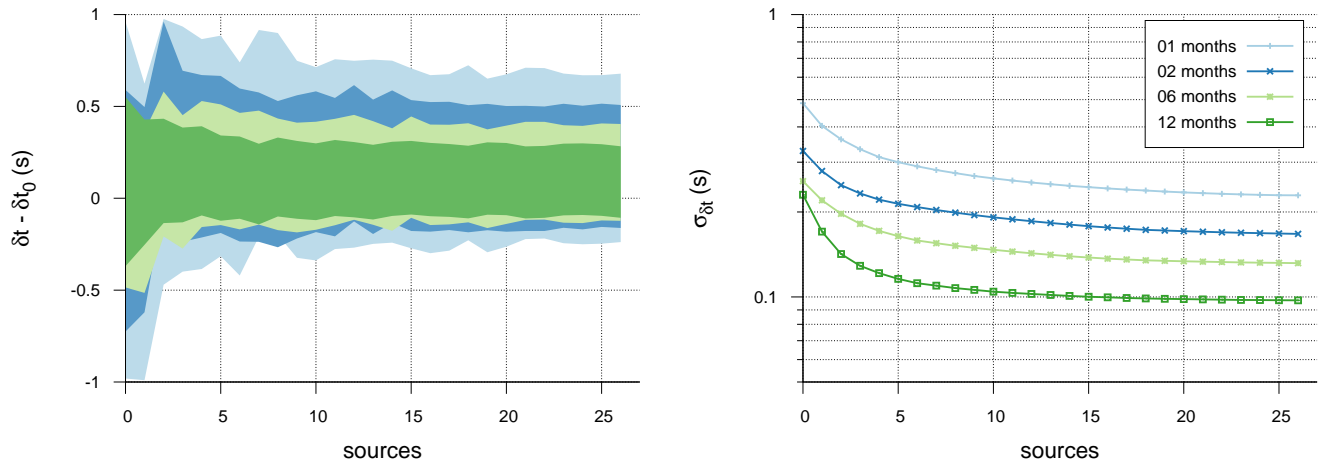 1
0.5
0
-0.5
-1
δt - δt₀ (s)
0 5 10 15 20 25
sources
1
0.1
σδt (s)
0 5 10 15 20 25
sources
01 months
02 months
06 months
12 months